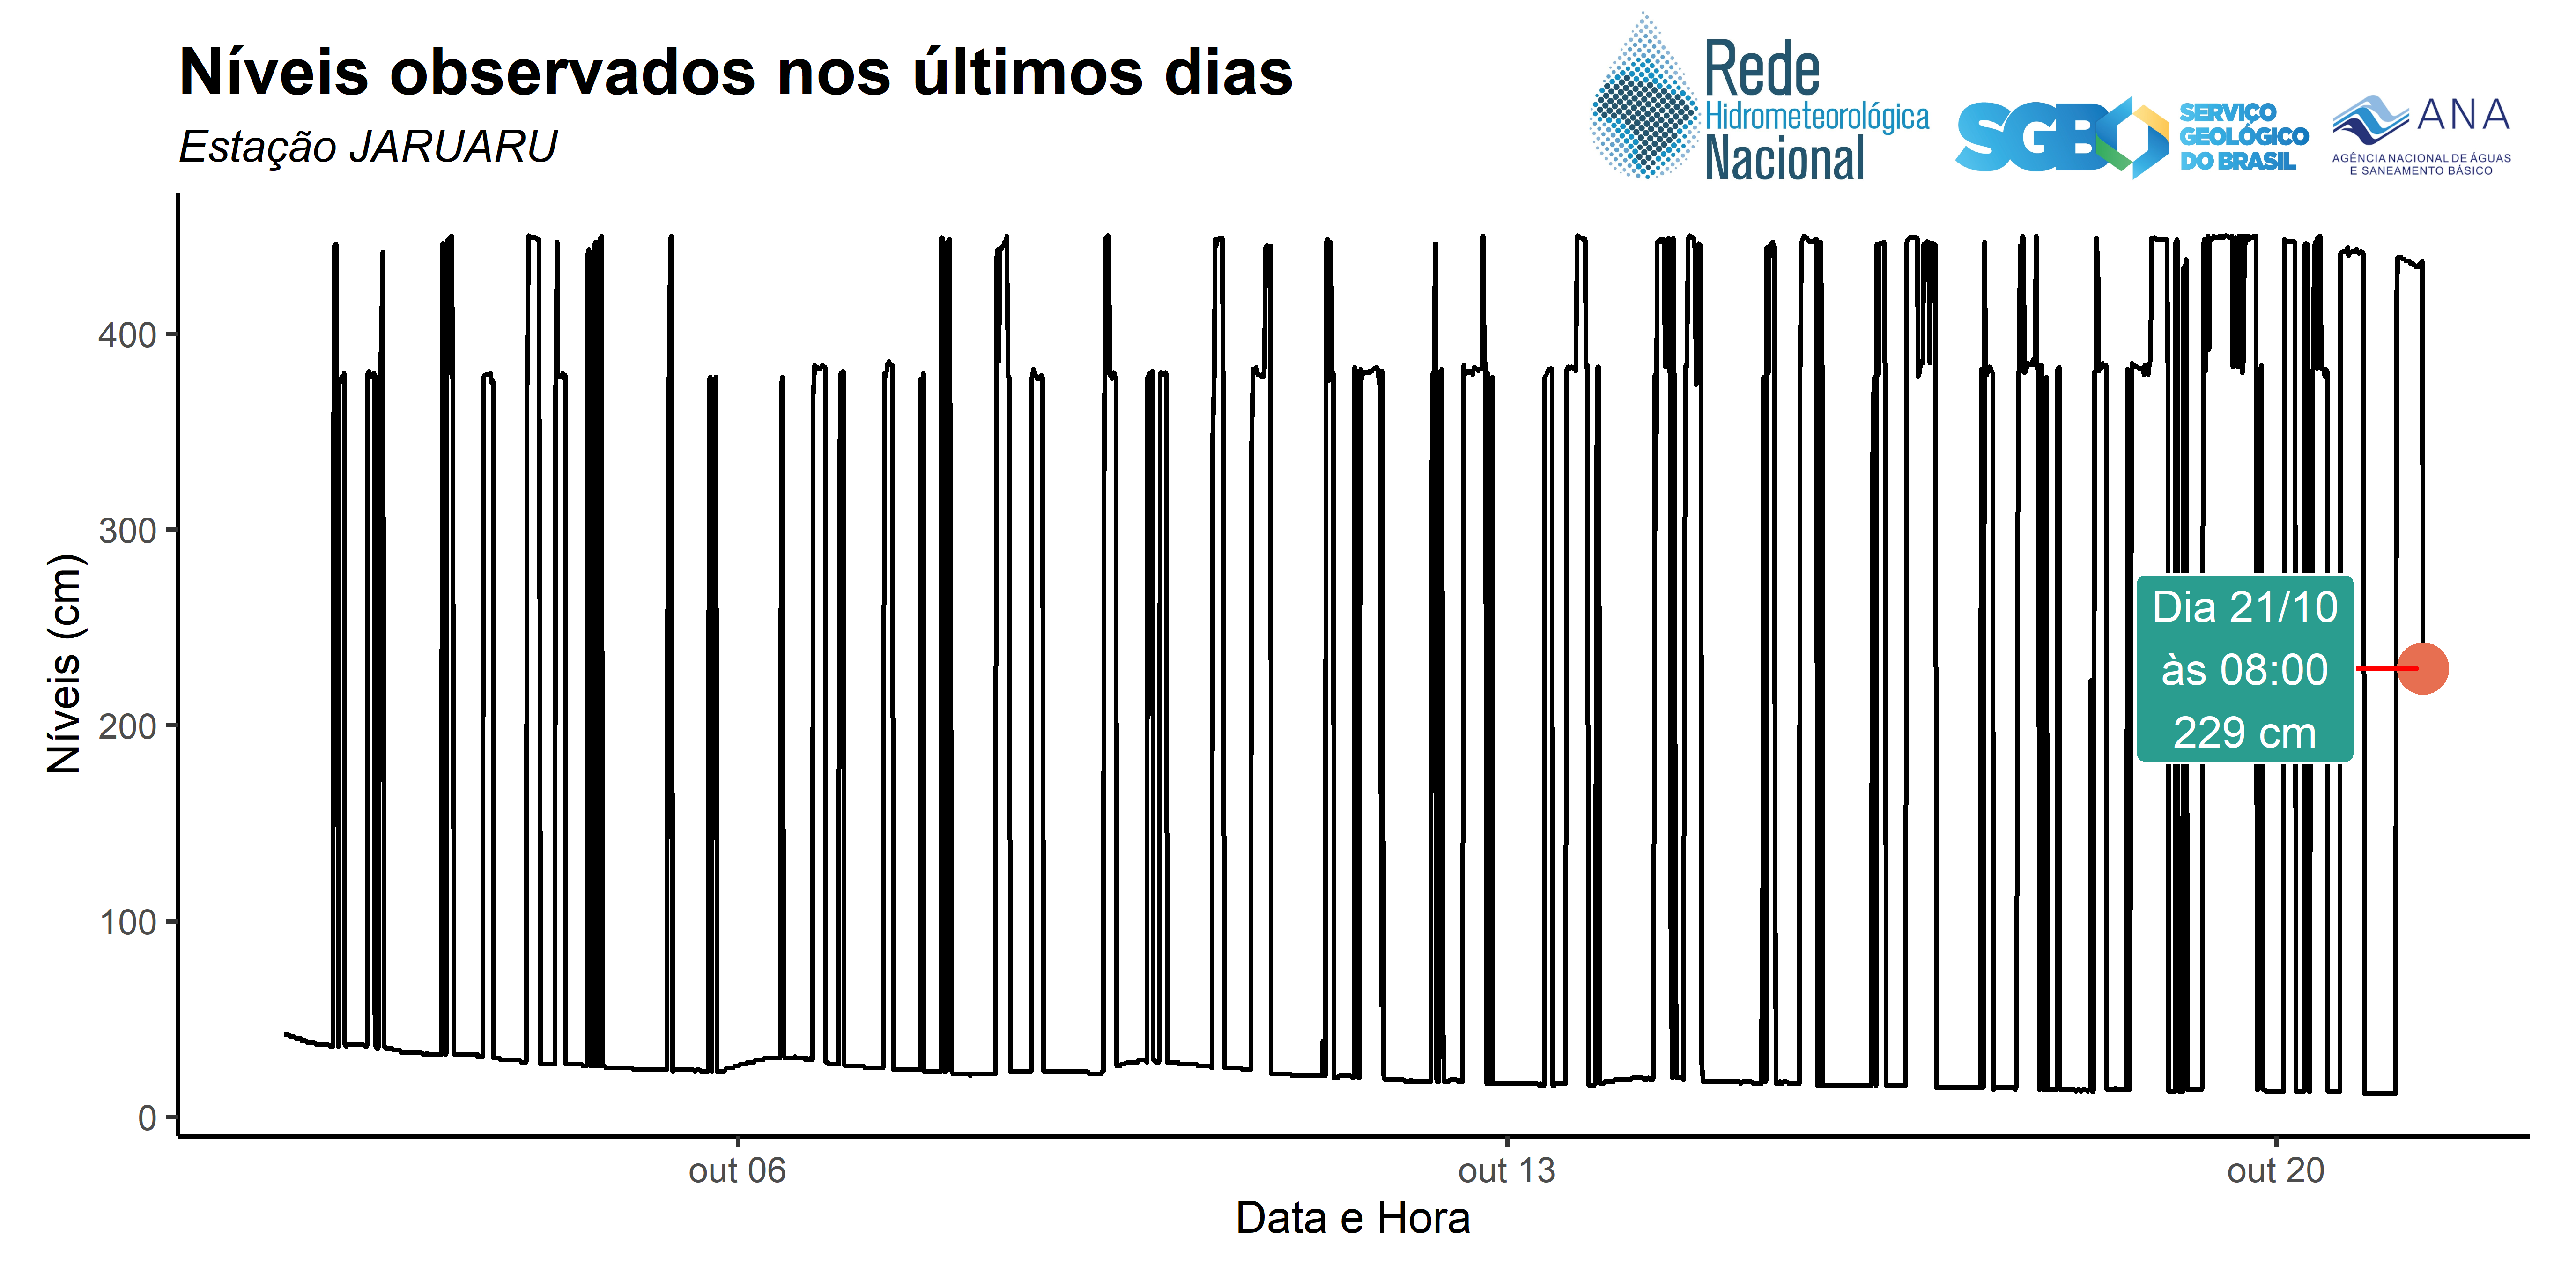 Níveis observados nos últimos dias
Estação JARUARU
Rede
Hidrometeorológica
Nacional
SGB
SERVIÇO
GEOLÓGICO
DO BRASIL
ANA
AGÊNCIA NACIONAL DE ÁGUAS
E SANEAMENTO BÁSICO
Níveis (cm)
400
300
200
100
0
Dia 21/10
às 08:00
229 cm
out 06
out 13
out 20
Data e Hora